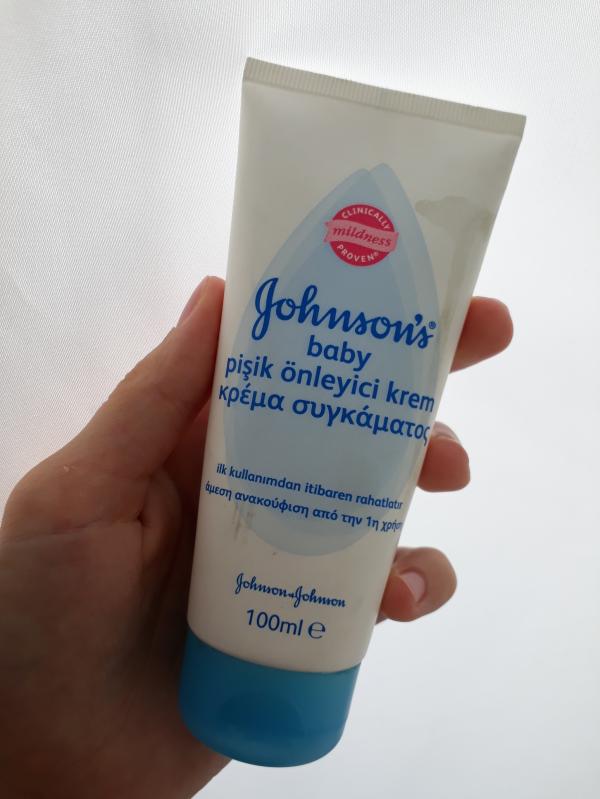 CLINICALLY
mildness
PROVEN®
Johnson's®
baby
pişik önleyici krem
κρέμα συγκάματος
ilk kullanımdan itibaren rahatlatır
άμεση ανακούφιση από την 1η
Johnson & Johnson
100ml ℮